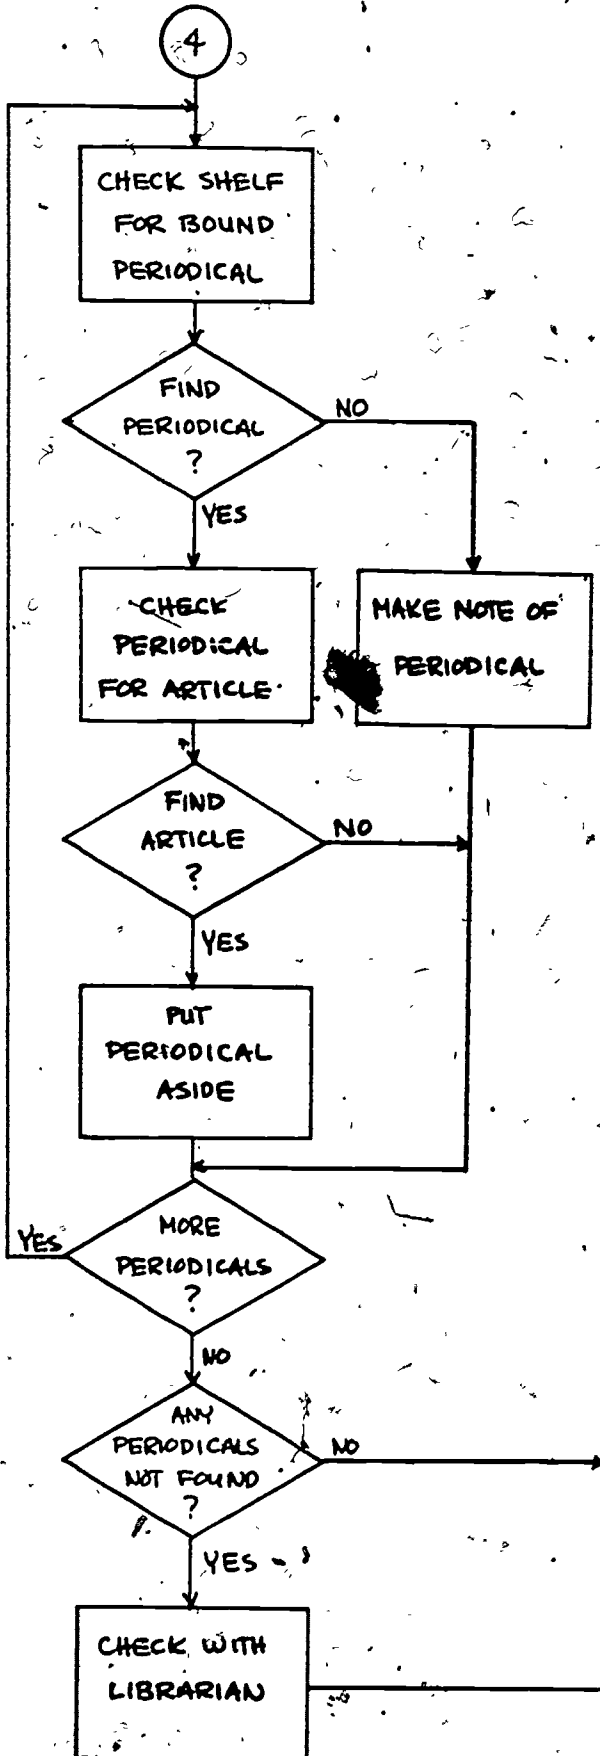 4
CHECK SHELF
FOR BOUND
PERIODICAL
FIND
PERIODICAL
?
NO
YES
CHECK
PERIODICAL
FOR ARTICLE
MAKE NOTE OF
PERIODICAL
FIND
ARTICLE
?
NO
YES
PUT
PERIODICAL
ASIDE
MORE
PERIODICALS
?
YES
NO
ANY
PERIODICALS
NOT FOUND
?
NO
YES
CHECK WITH
LIBRARIAN